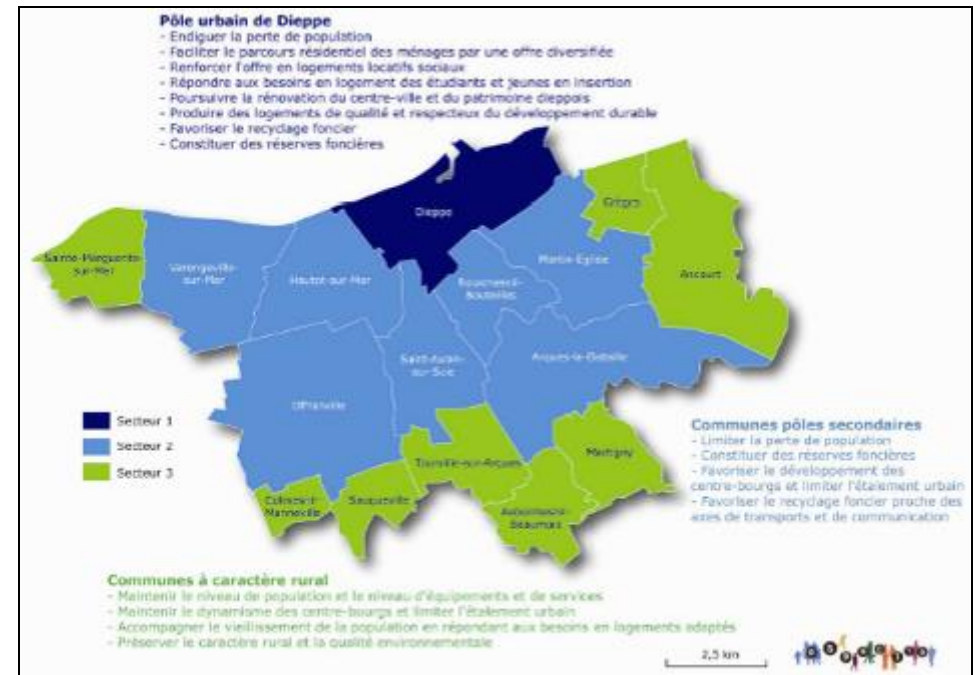 Pôle urbain de Dieppe
- Endiguer la perte de population
- Faciliter le parcours résidentiel des ménages par une offre diversifiée
- Renforcer l'offre en logements locatifs sociaux
- Répondre aux besoins en logement des étudiants et jeunes en insertion
- Poursuivre la rénovation du centre-ville et du patrimoine dieppois
- Produire des logements de qualité et respectueux du développement durable
- Favoriser le recyclage foncier
- Constituer des réserves foncières
Dieppe
Grèges
Ancourt
Martin-Eglise
Sainte-Marguerite-
sur-Mer
Varengeville-
sur-Mer
Hautot-sur-Mer
Rouxmesnil-
Bouteilles
Saint-Aubin-
sur-Scie
Arques-la-Bataille
Offranville
Secteur 1
Secteur 2
Secteur 3
Tourville-sur-Arques
Martigny
Colmesnil-
Manneville
Sauqueville
Aubermesnil-
Beaumais
Communes pôles secondaires
- Limiter la perte de population
- Constituer des réserves foncières
- Favoriser le développement des
centre-bourgs et limiter l'étalement urbain
- Favoriser le recyclage foncier proche des
axes de transports et de communication
Communes à caractère rural
- Maintenir le niveau de population et le niveau d'équipements et de services
- Maintenir le dynamisme des centre-bourgs et limiter l'étalement urbain
- Accompagner le vieillissement de la population en répondant aux besoins en logements adaptés
- Préserver le caractère rural et la qualité environnementale
2,5 km